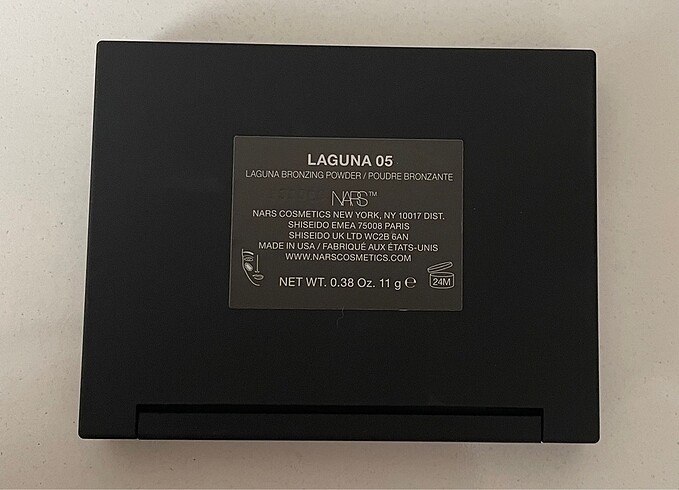 LAGUNA 05
LAGUNA BRONZING POWDER / POUDRE BRONZANTE
NARS™
NARS COSMETICS NEW YORK, NY 10017 DIST.
SHISEIDO EMEA 75008 PARIS
SHISEIDO UK LTD WC2B 6AN
MADE IN USA / FABRIQUÉ AUX ÉTATS-UNIS
WWW.NARSCOSMETICS.COM
NET WT. 0.38 Oz. 11 g ℮
24M